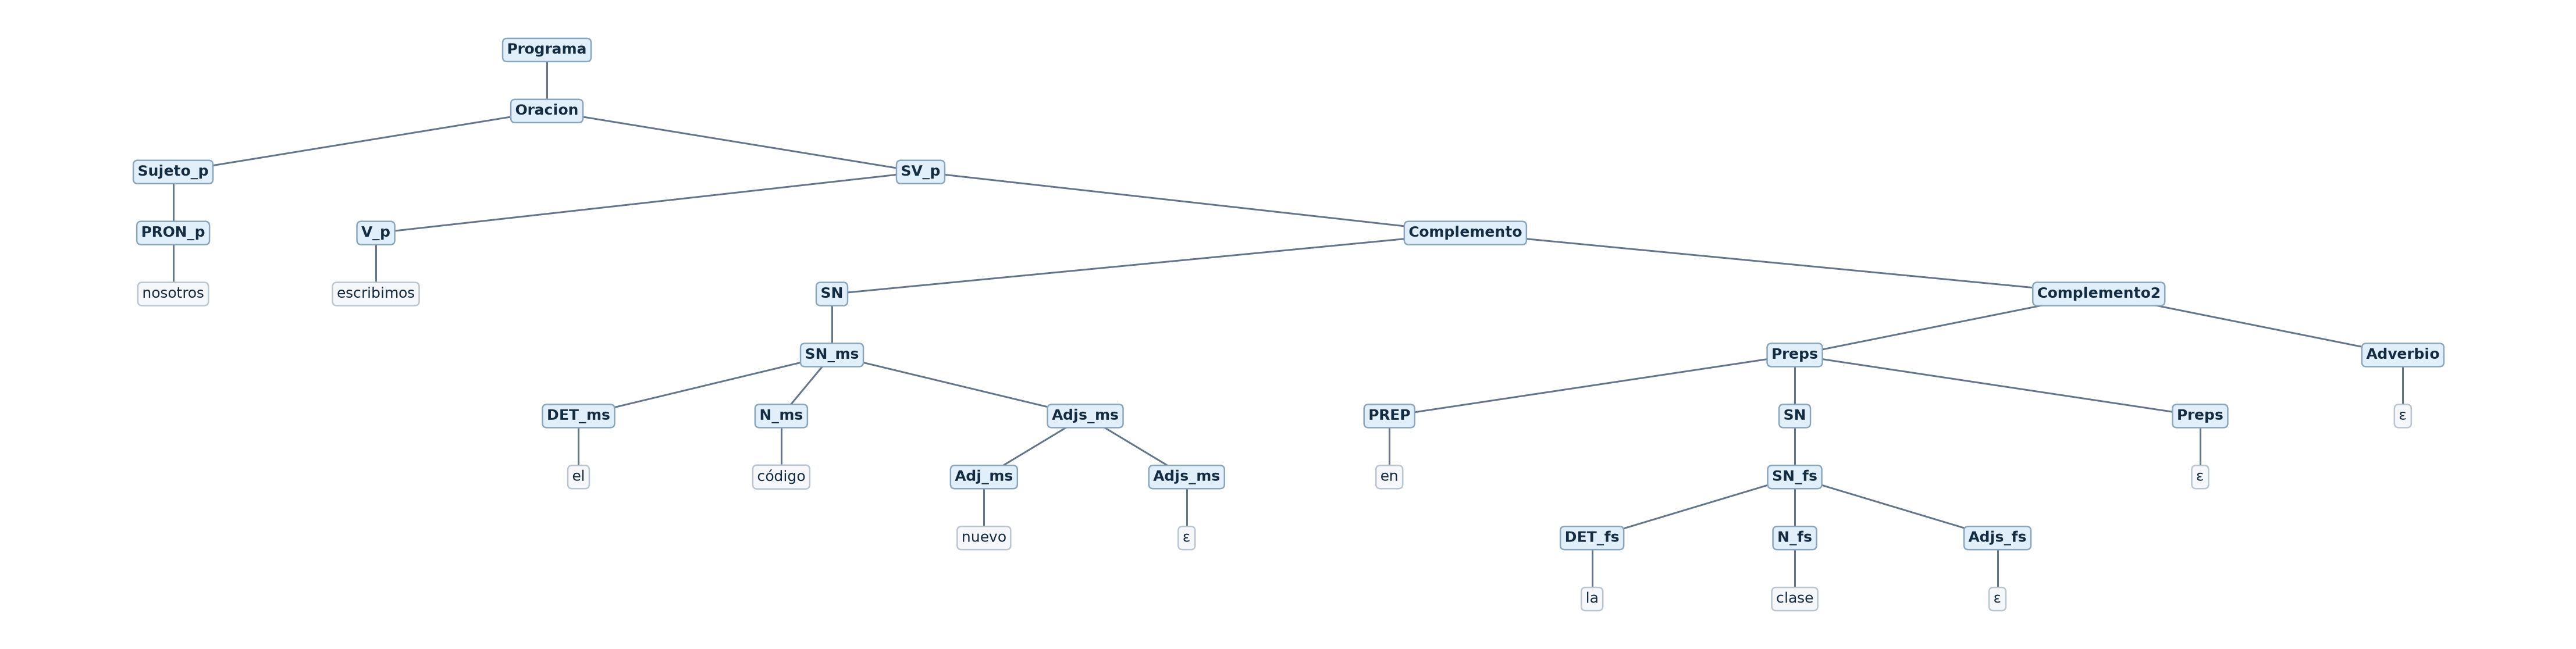 Programa
Oracion
Sujeto_p SV_p
PRON_p V_p Complemento
nosotros escribimos SN Complemento2
SN_ms Preps Adverbio
DET_ms N_ms Adjs_ms PREP SN Preps ε
el código Adj_ms Adjs_ms en SN_fs ε
nuevo ε DET_fs N_fs Adjs_fs
la clase ε